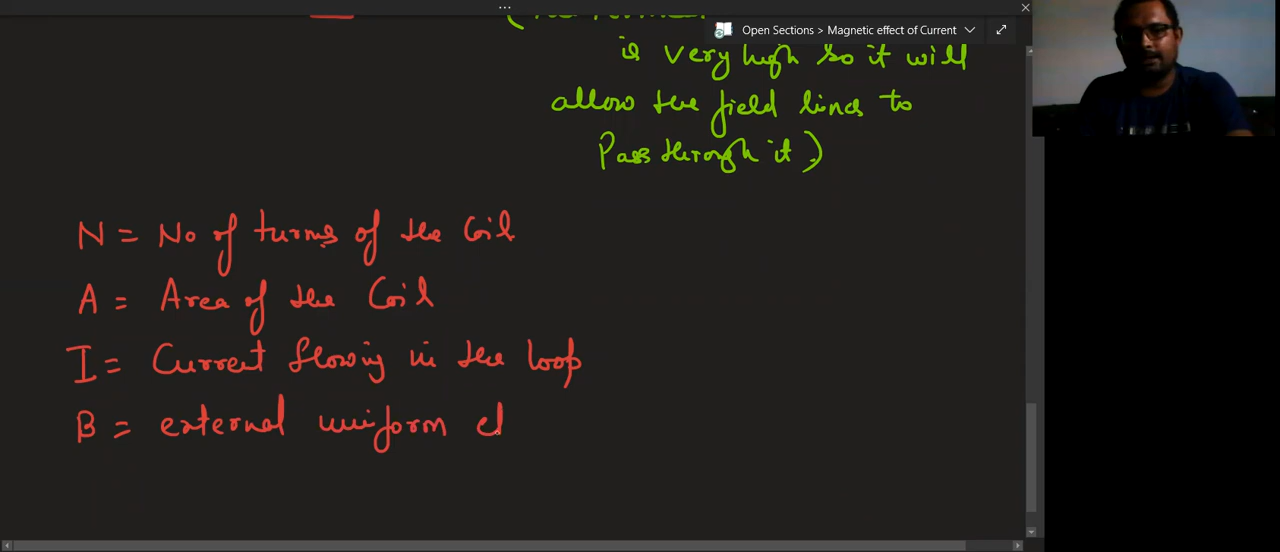 Open Sections > Magnetic effect of Current
is very high so it will
allow the field lines to
Pass through it)
N = No of turns of the Coil
A = Area of the Coil
I = Current flowing in the loop
B = external uniform el